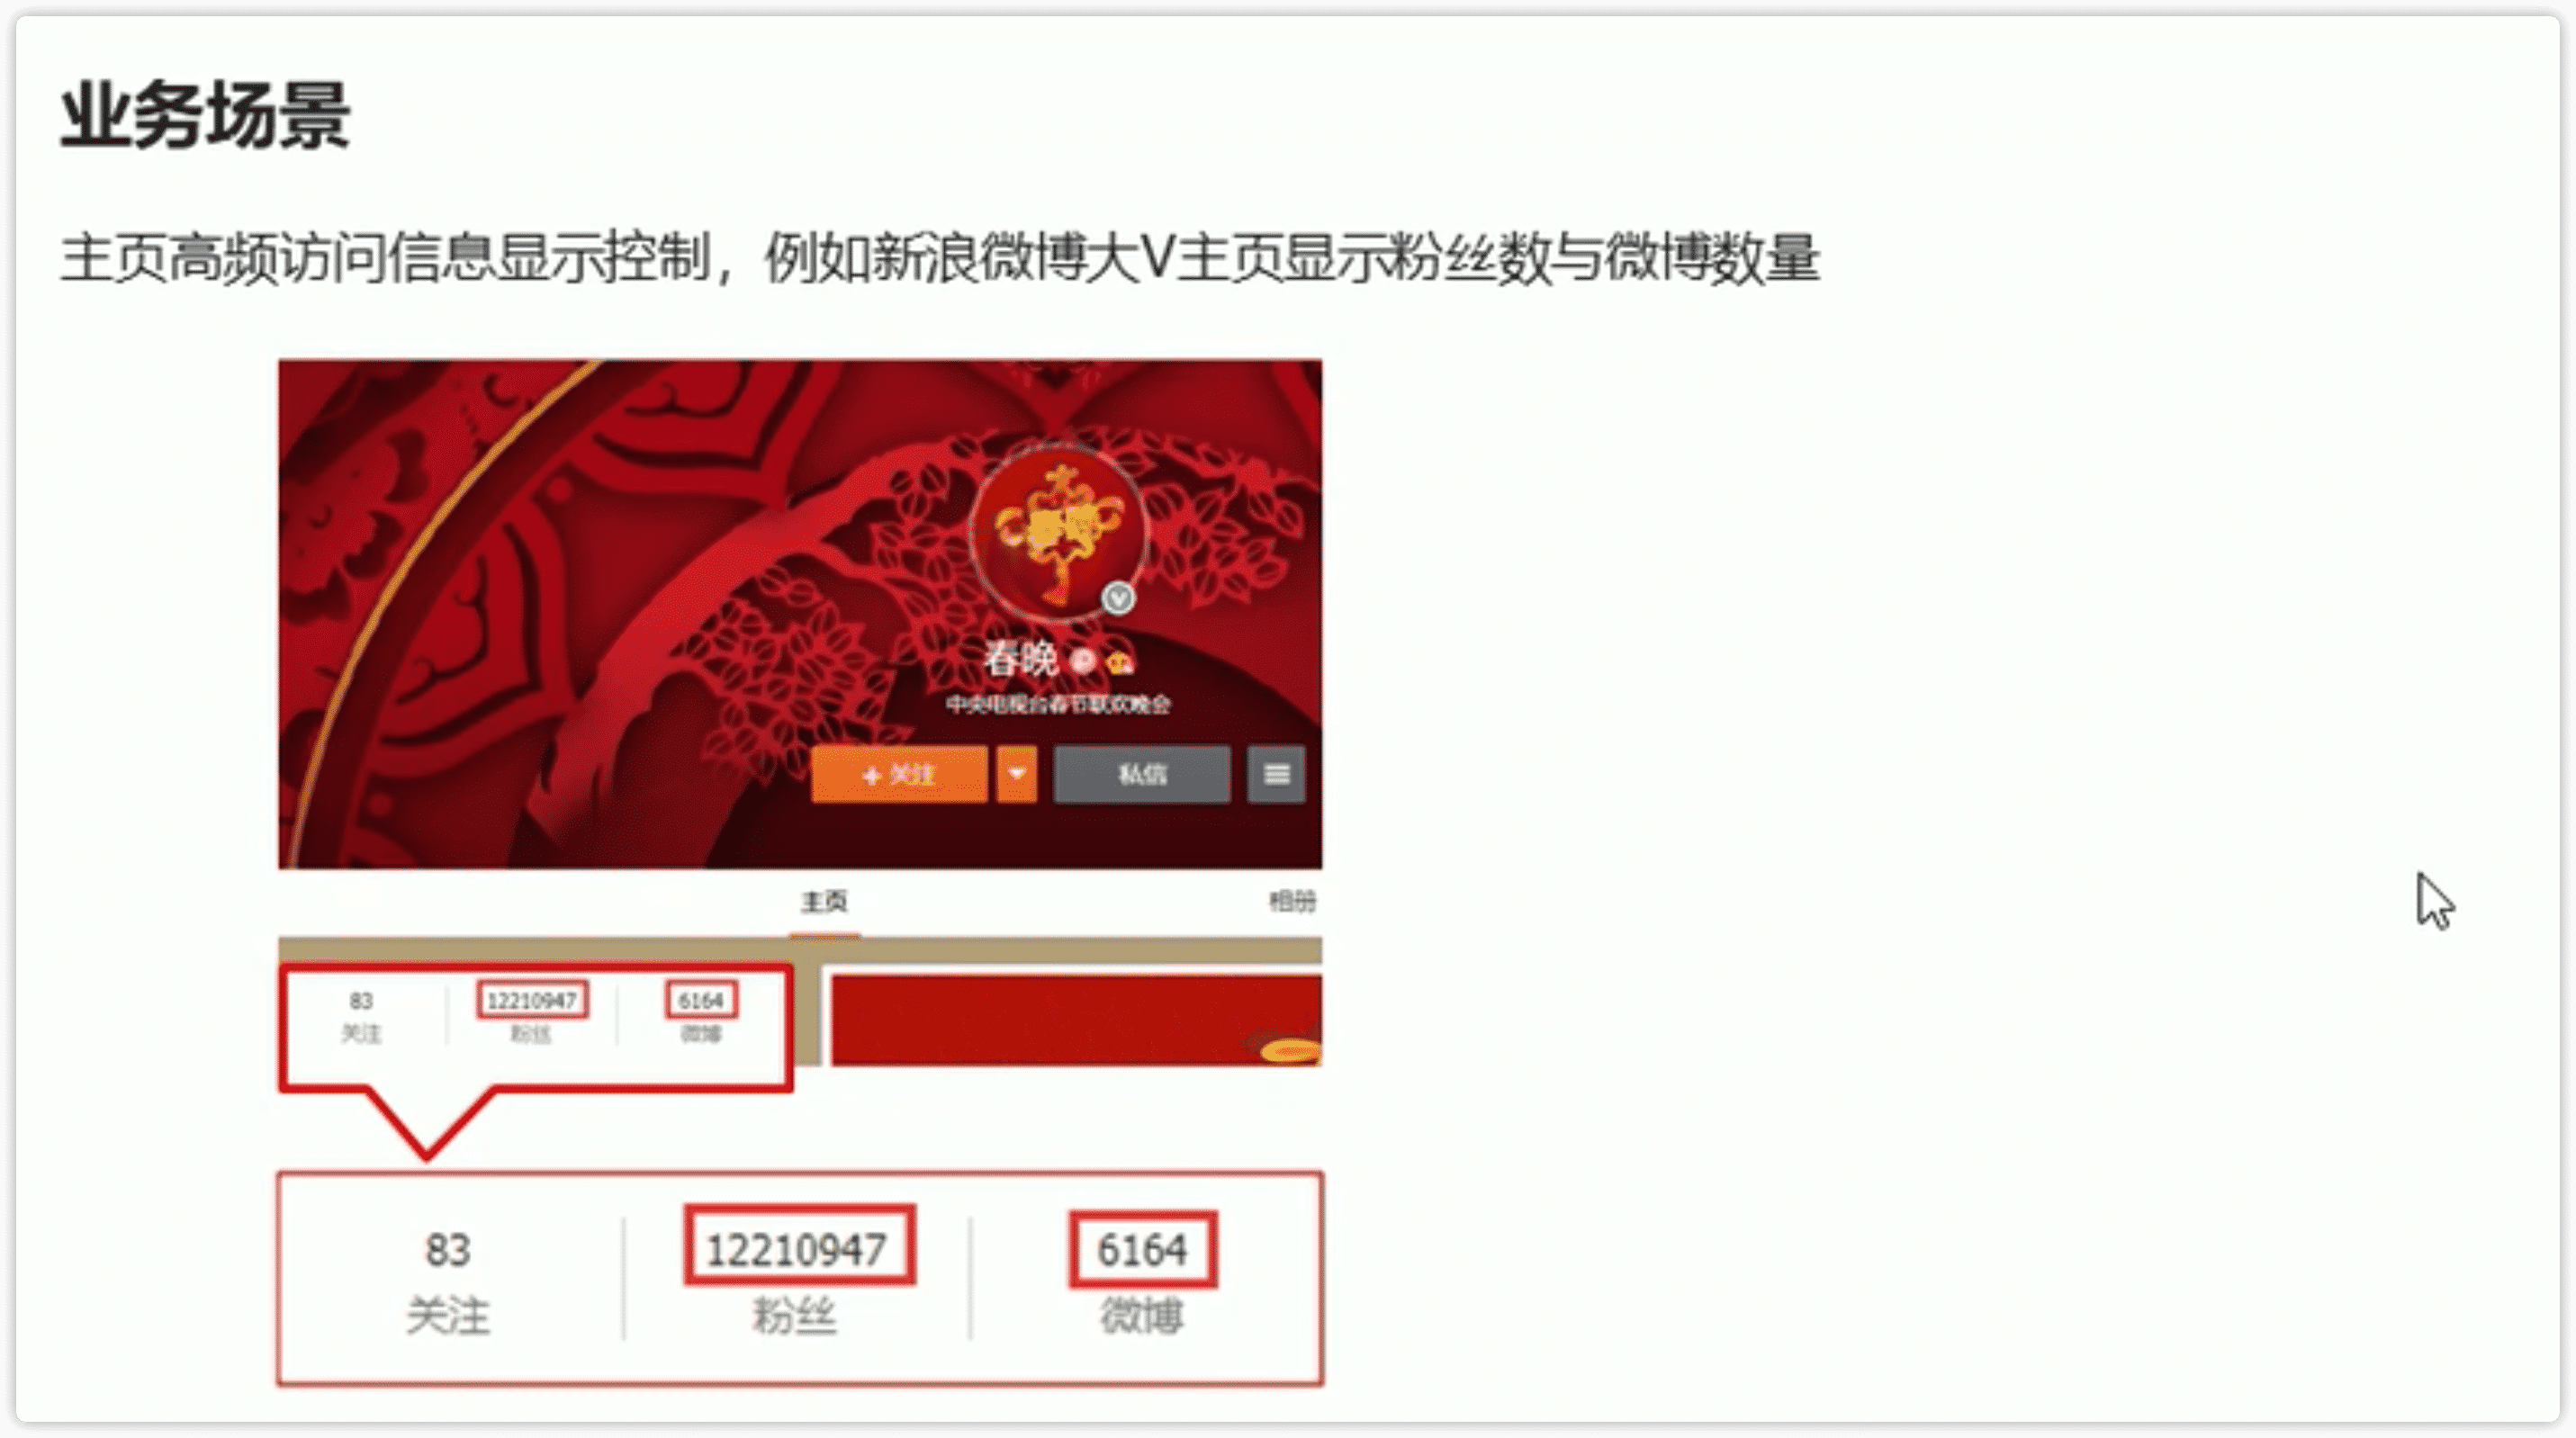 业务场景
主页高频访问信息显示控制，例如新浪微博大V主页显示粉丝数与微博数量
春晚
中央电视台春节联欢晚会
+ 关注
私信
主页
相册
83
12210947
6164
关注
粉丝
微博
83
12210947
6164
关注
粉丝
微博